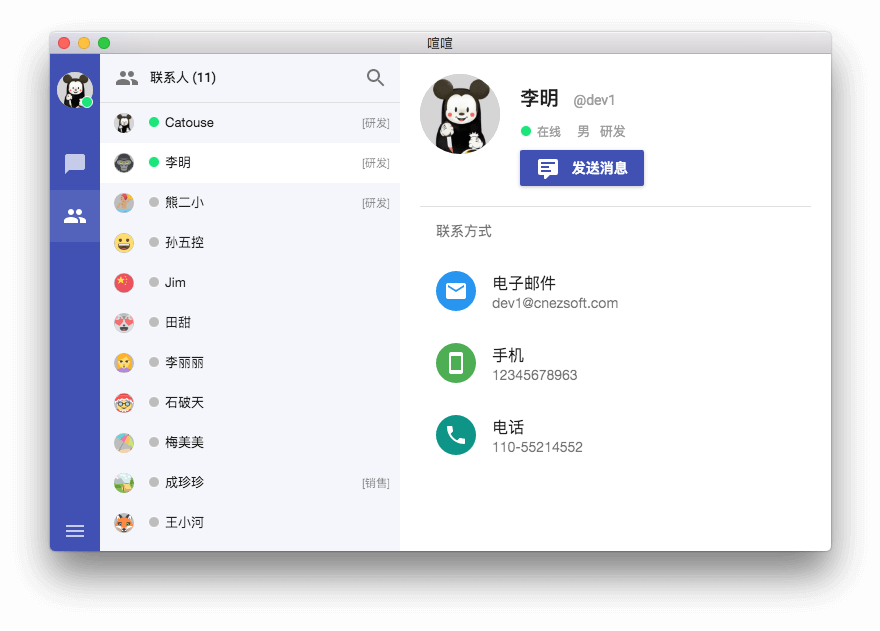 喧喧
联系人 (11)
Catouse [研发]
李明 [研发]
熊二小 [研发]
孙五控
Jim
田甜
李丽丽
石破天
梅美美
成珍珍 [销售]
王小河
李明 @dev1
在线 男 研发
发送消息
联系方式
电子邮件
dev1@cnezsoft.com
手机
12345678963
电话
110-55214552